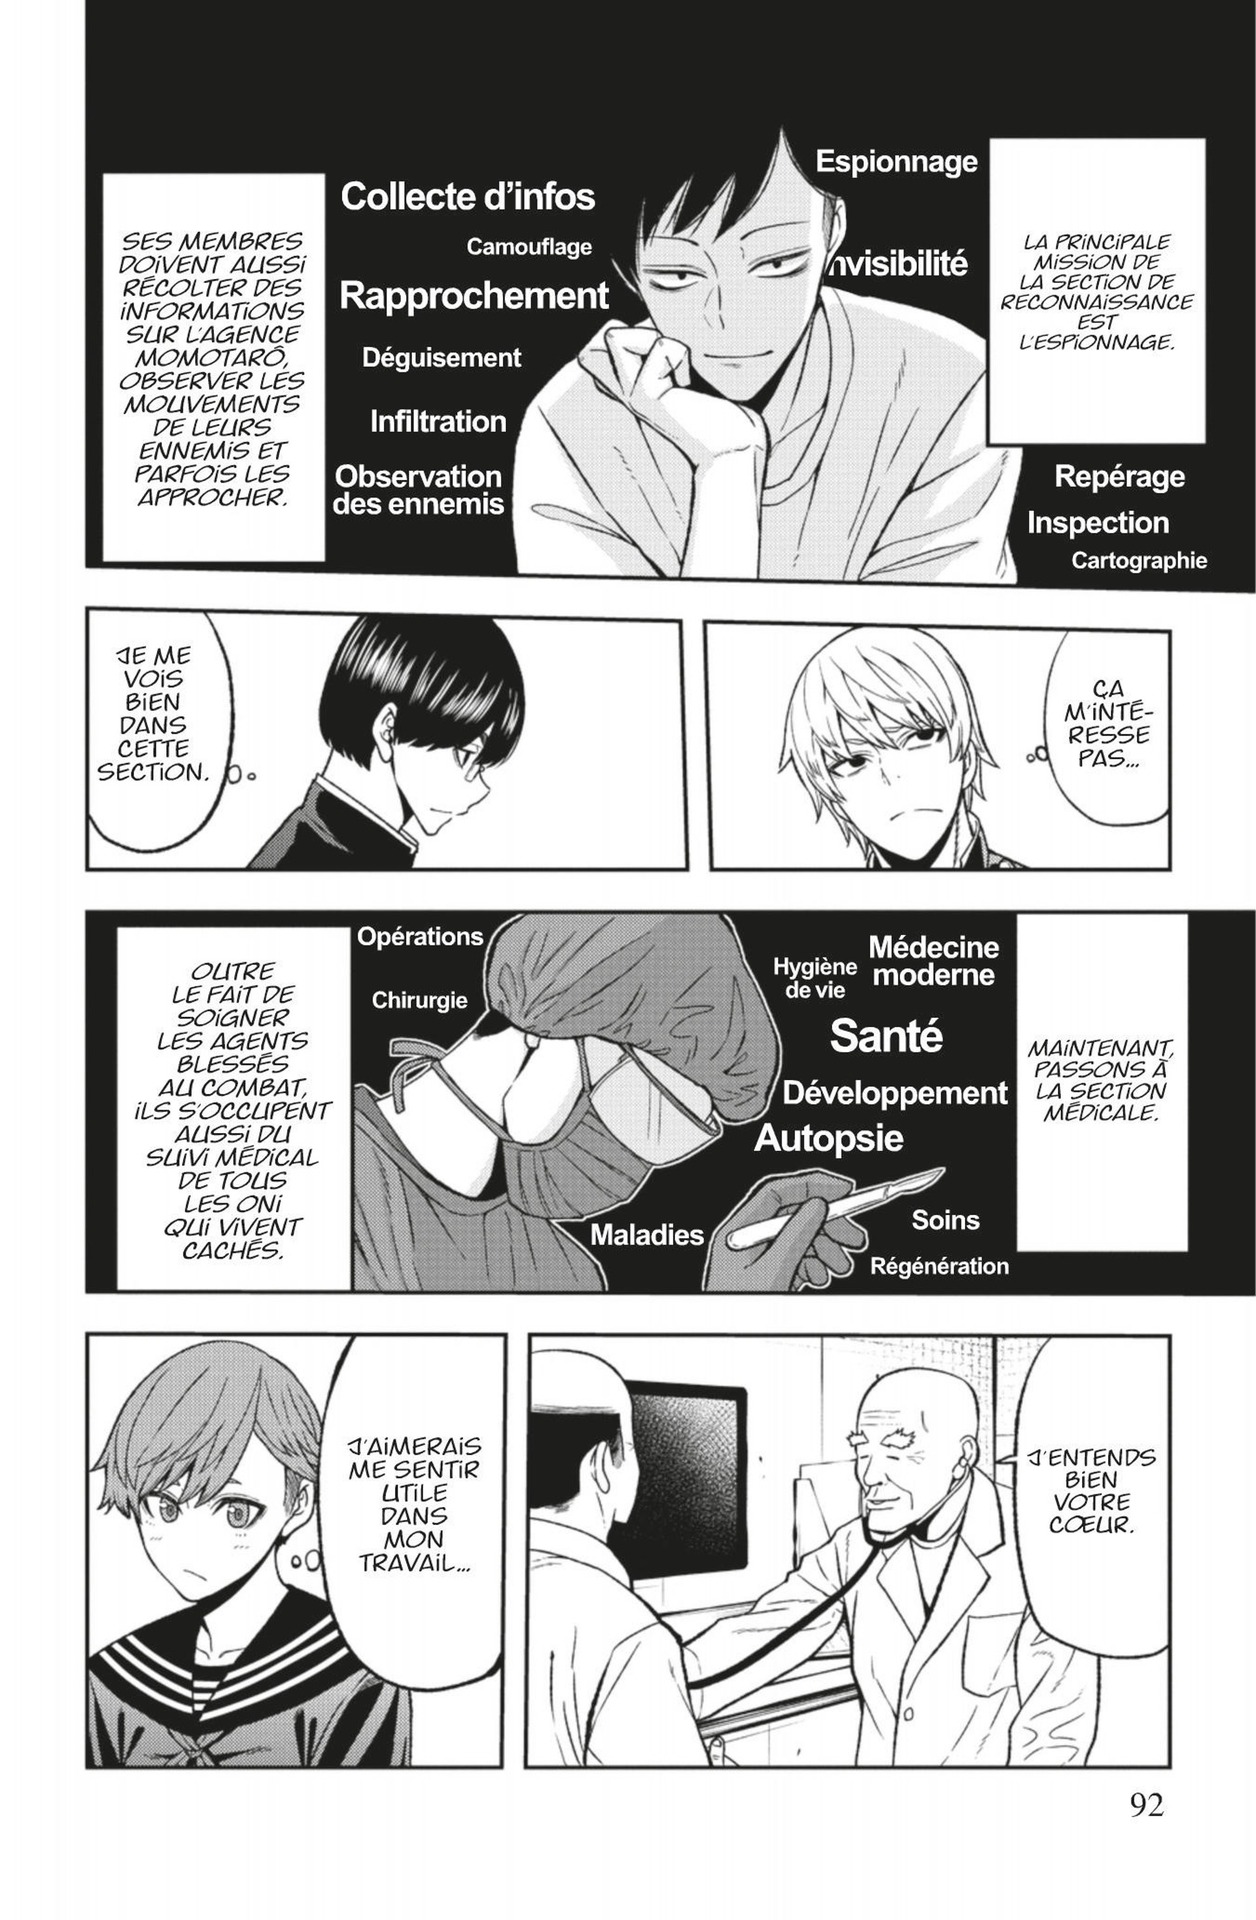 LA PRINCIPALE
MISSION DE
LA SECTION DE
RECONNAISSANCE
EST
L'ESPIONNAGE.
Espionnage
nvisibilité
Repérage
Inspection
Cartographie
Collecte d'infos
Camouflage
Rapprochement
Déguisement
Infiltration
Observation
des ennemis
SES MEMBRES
DOIVENT AUSSI
RÉCOLTER DES
INFORMATIONS
SUR L'AGENCE
MOMOTARÔ,
OBSERVER LES
MOUVEMENTS
DE LEURS
ENNEMIS ET
PARFOIS LES
APPROCHER.
ÇA
M'INTÉ-
RESSE
PAS...
JE ME
VOIS
BIEN
DANS
CETTE
SECTION.
MAINTENANT,
PASSONS À
LA SECTION
MÉDICALE.
Médecine
moderne
Hygiène
de vie
Santé
Développement
Autopsie
Soins
Régénération
Maladies
Opérations
Chirurgie
OUTRE
LE FAIT DE
SOIGNER
LES AGENTS
BLESSÉS
AU COMBAT,
ILS S'OCCUPENT
AUSSI DU
SUIVI MÉDICAL
DE TOUS
LES ONI
QUI VIVENT
CACHÉS.
J'ENTENDS
BIEN
VOTRE
CŒUR.
J'AIMERAIS
ME SENTIR
UTILE
DANS
MON
TRAVAIL...
92